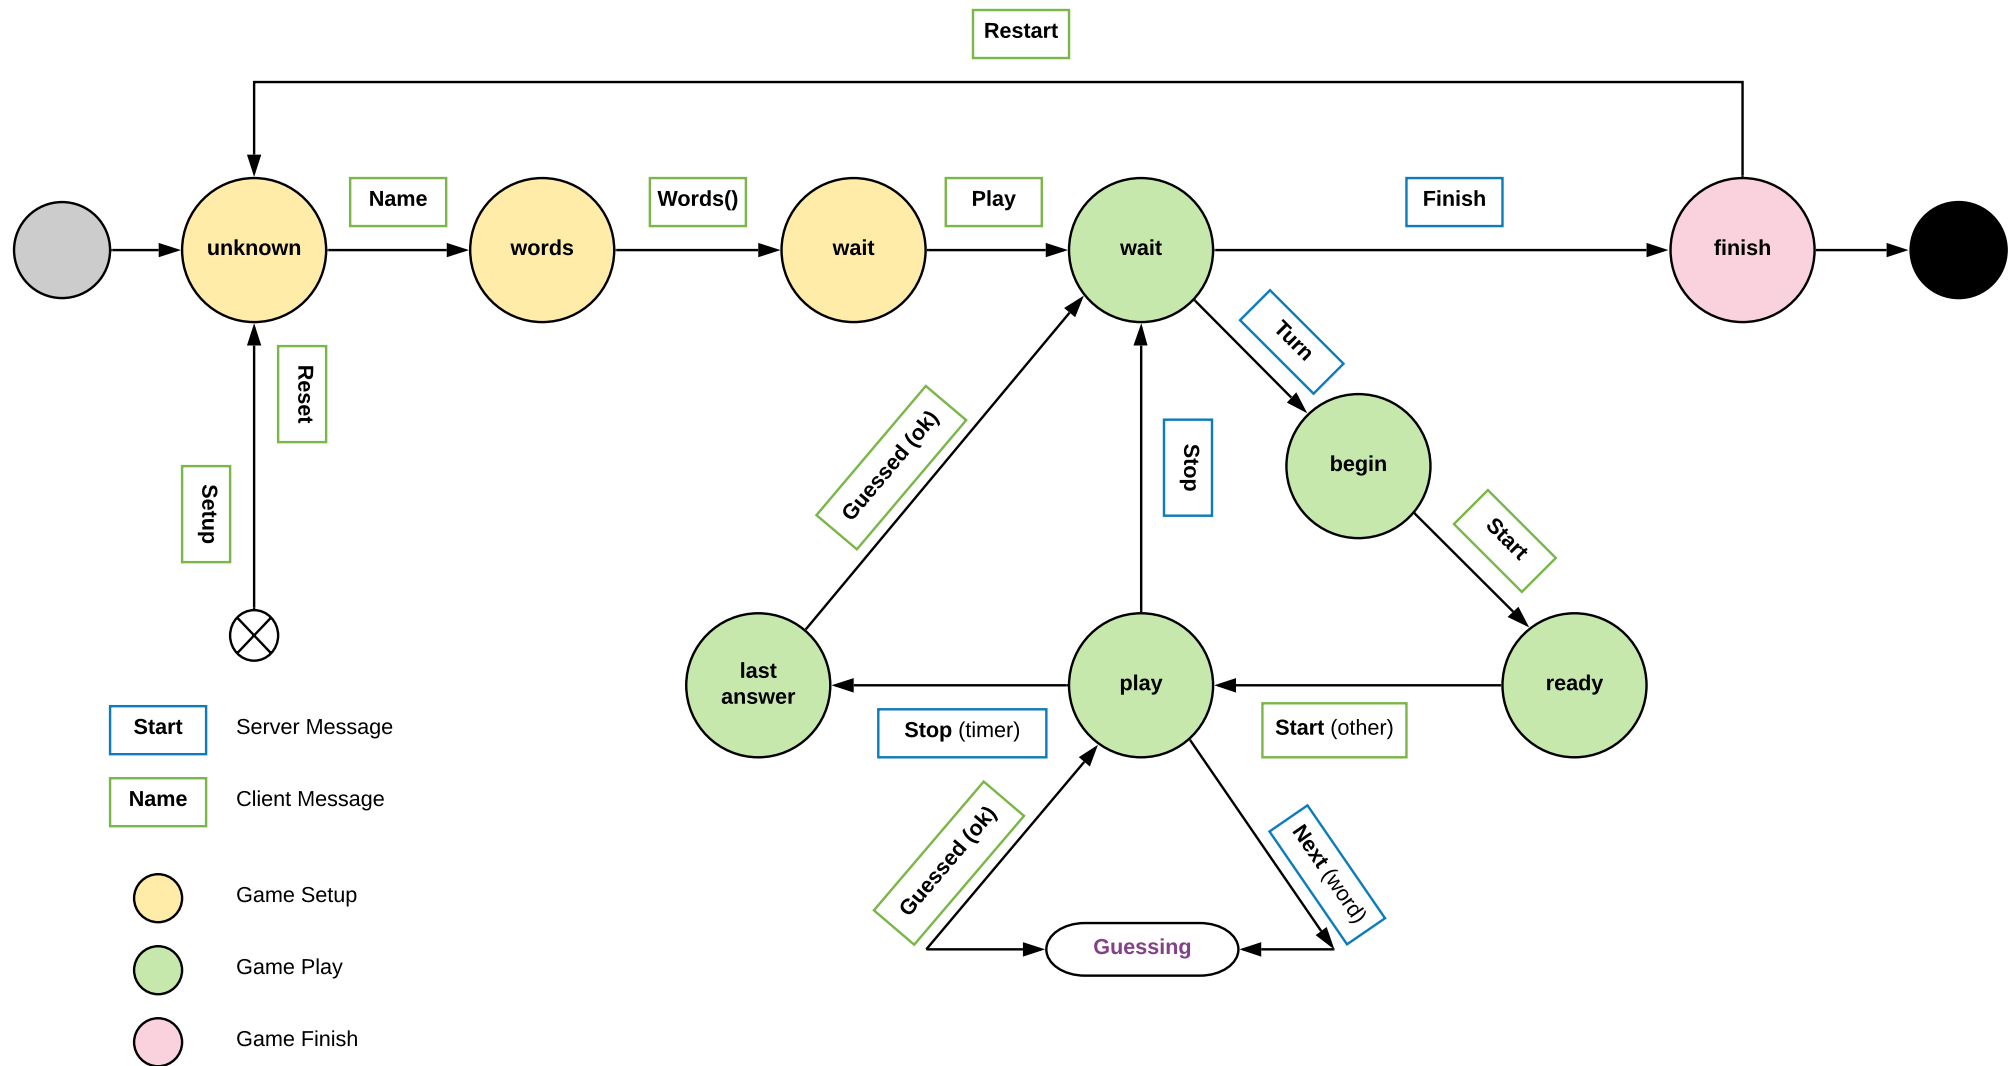 Restart
Name
Words()
Play
Finish
unknown
words
wait
wait
finish
Turn
Reset
Guessed (ok)
Stop
begin
Setup
Start
last
answer
play
ready
Stop (timer)
Start (other)
Start
Server Message
Name
Client Message
Guessed (ok)
Next (word)
Guessing
Game Setup
Game Play
Game Finish